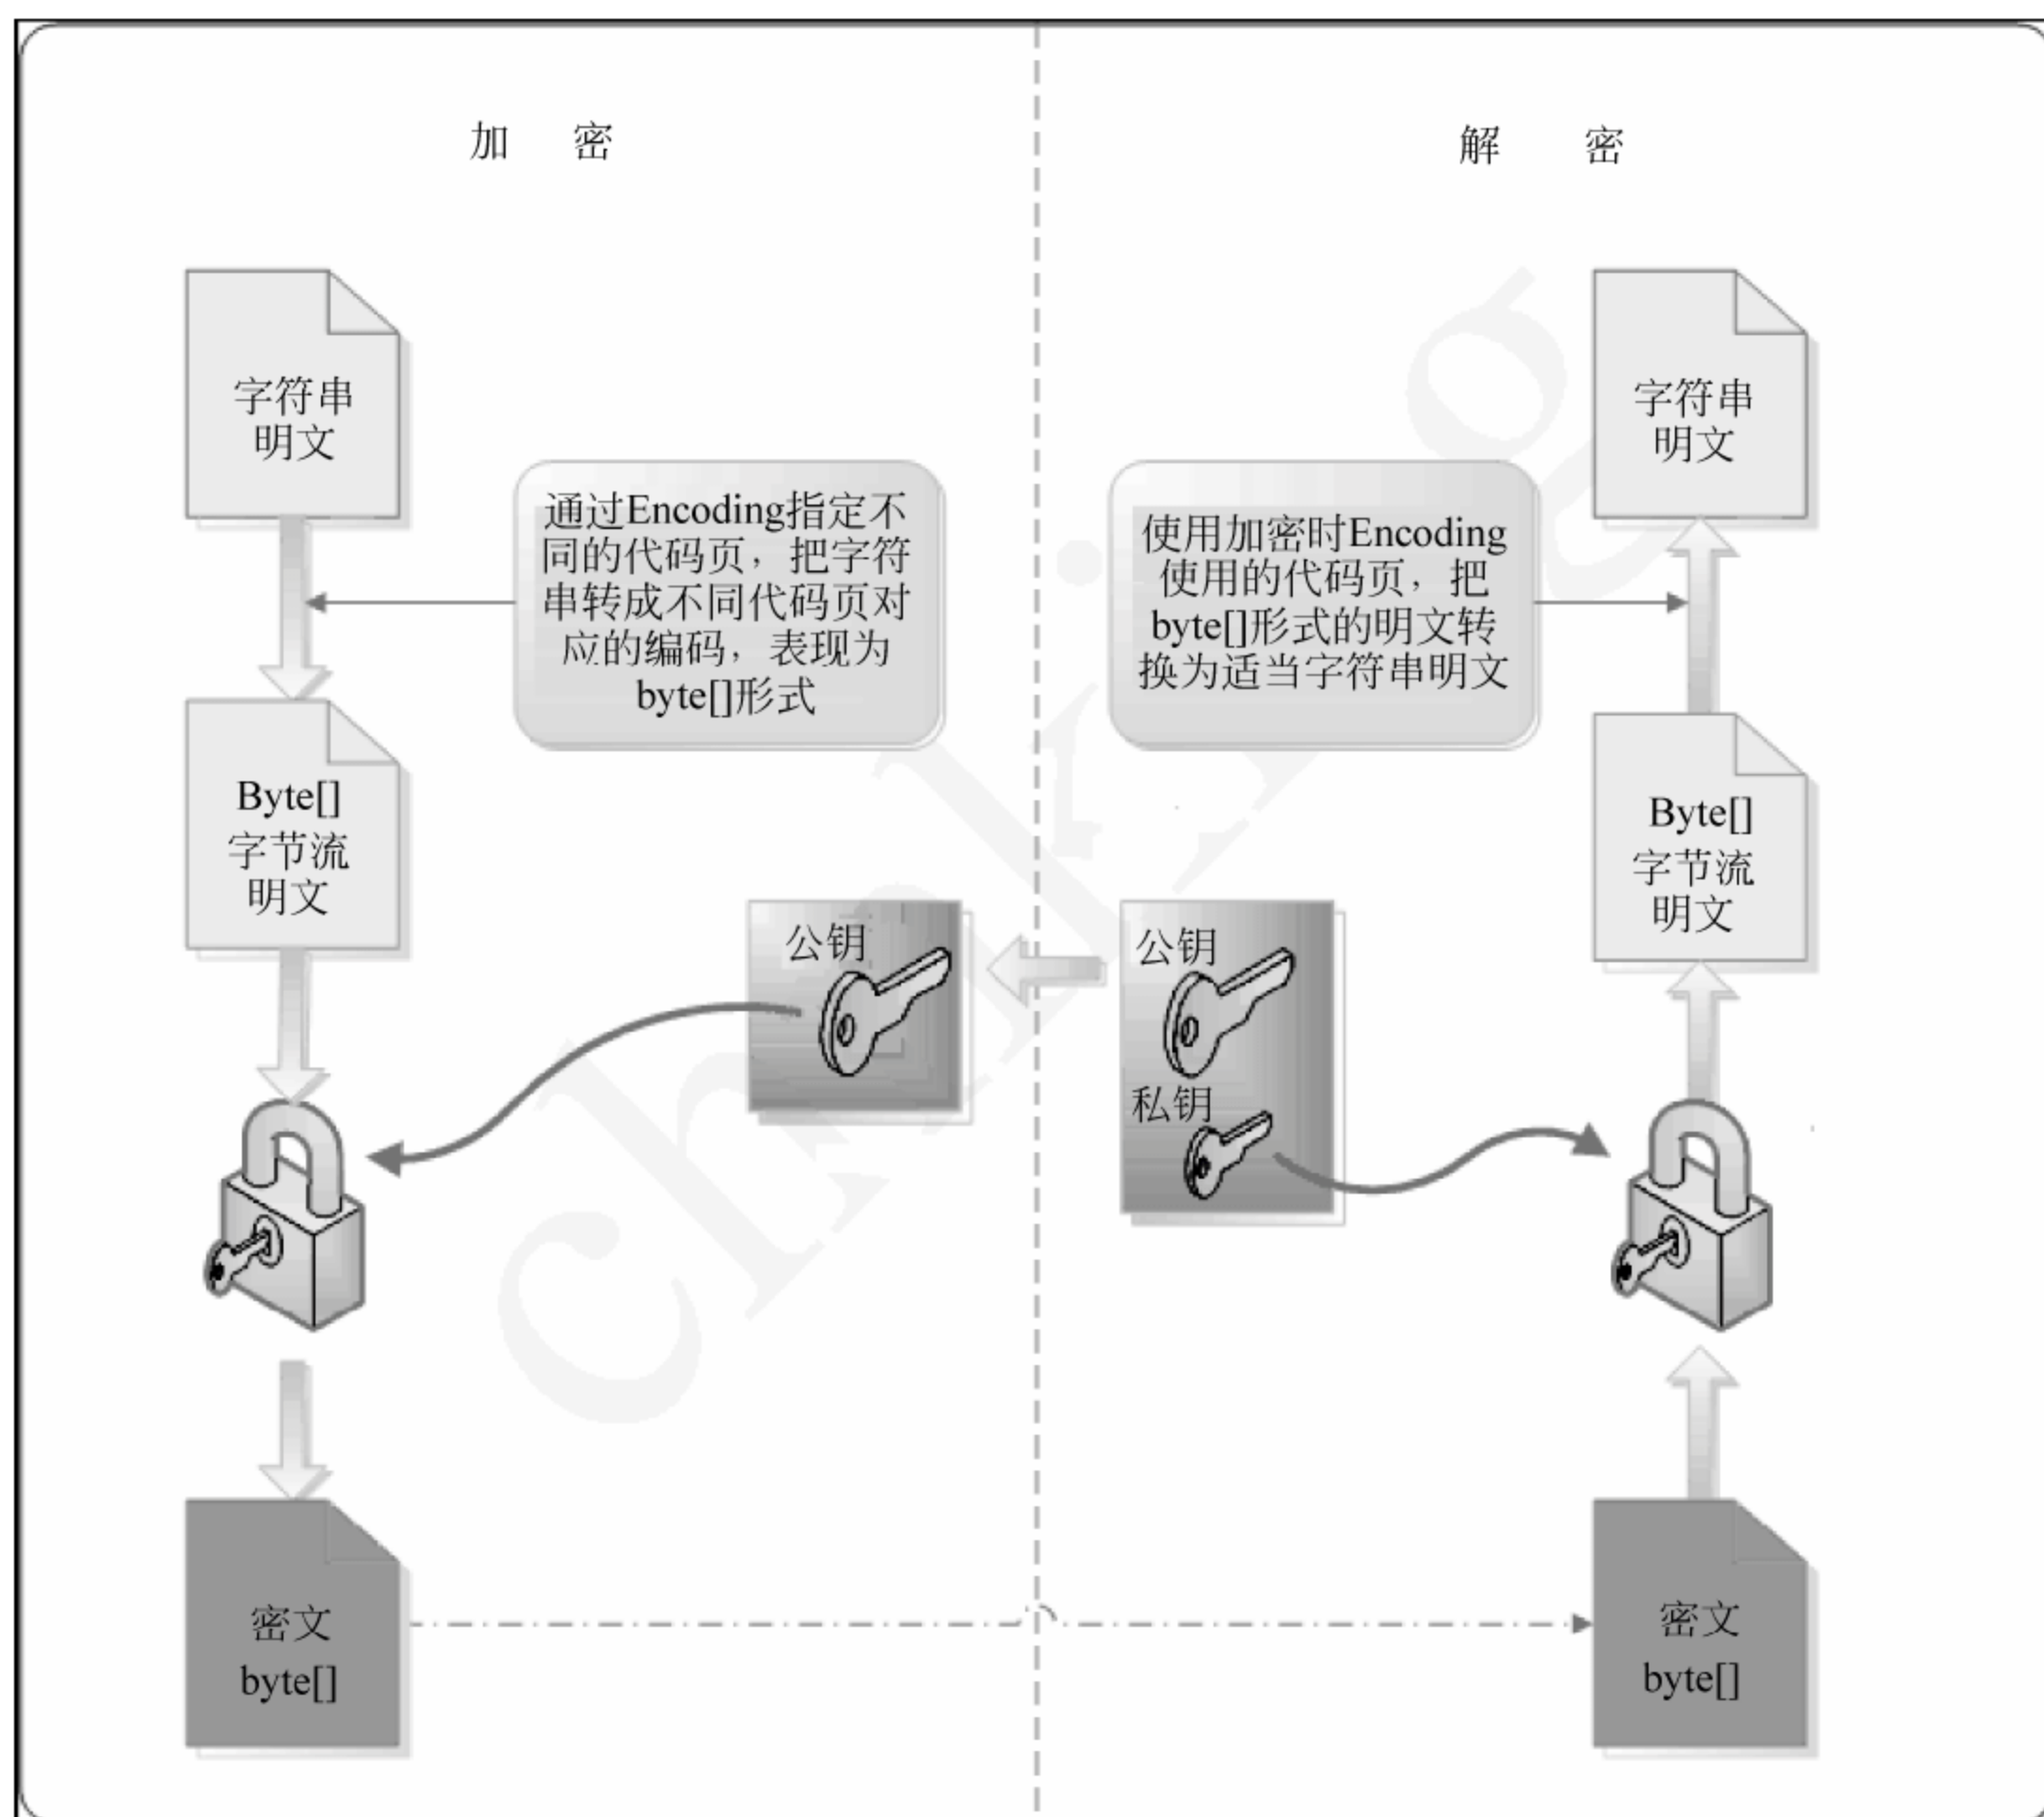 加 密
字符串
明文
通过Encoding指定不
同的代码页，把字符
串转成不同代码页对
应的编码，表现为
byte[]形式
Byte[]
字节流
明文
公钥
密文
byte[]
解 密
字符串
明文
使用加密时Encoding
使用的代码页，把
byte[]形式的明文转
换为适当字符串明文
Byte[]
字节流
明文
公钥
私钥
密文
byte[]